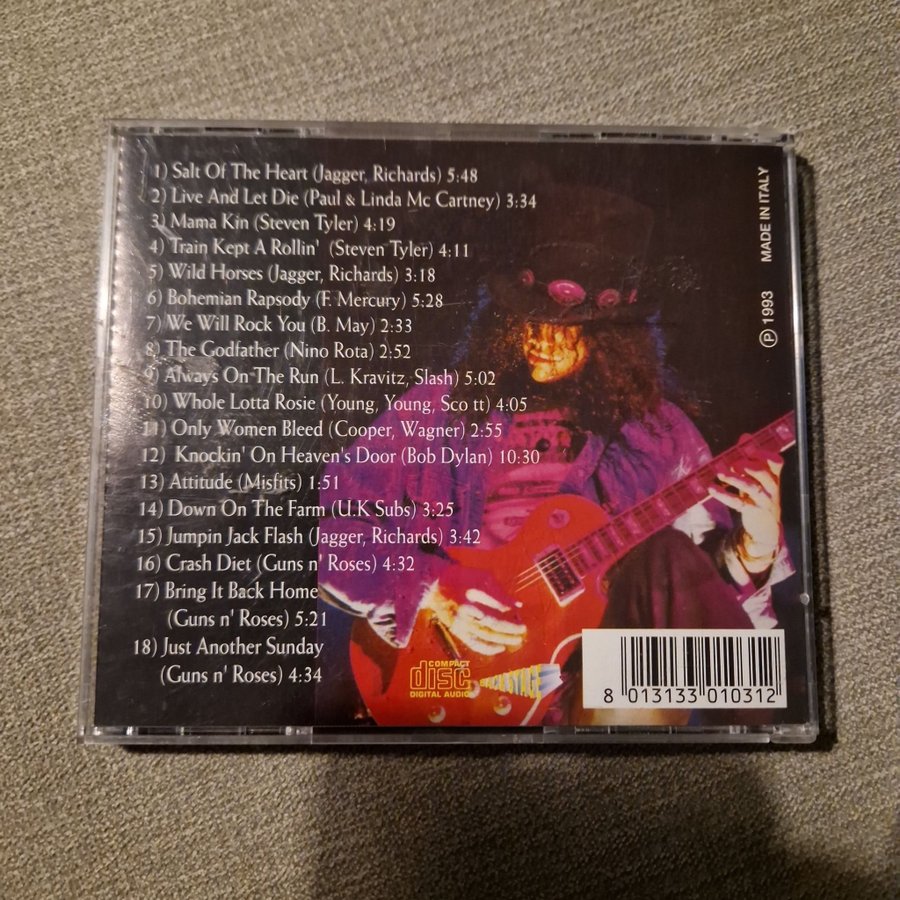 1) Salt Of The Heart (Jagger, Richards) 5:48
2) Live And Let Die (Paul & Linda Mc Cartney) 3:34
3) Mama Kin (Steven Tyler) 4:19
4) Train Kept A Rollin' (Steven Tyler) 4:11
5) Wild Horses (Jagger, Richards) 3:18
6) Bohemian Rapsody (F. Mercury) 5:28
7) We Will Rock You (B. May) 2:33
8) The Godfather (Nino Rota) 2:52
9) Always On The Run (L. Kravitz, Slash) 5:02
10) Whole Lotta Rosie (Young, Young, Sco tt) 4:05
11) Only Women Bleed (Cooper, Wagner) 2:55
12) Knockin' On Heaven's Door (Bob Dylan) 10:30
13) Attitude (Misfits) 1:51
14) Down On The Farm (U.K Subs) 3:25
15) Jumpin Jack Flash (Jagger, Richards) 3:42
16) Crash Diet (Guns n' Roses) 4:32
17) Bring It Back Home
(Guns n' Roses) 5:21
18) Just Another Sunday
(Guns n' Roses) 4:34
℗ 1993 MADE IN ITALY
COMPACT
disc
DIGITAL AUDIO
8 013133 010312